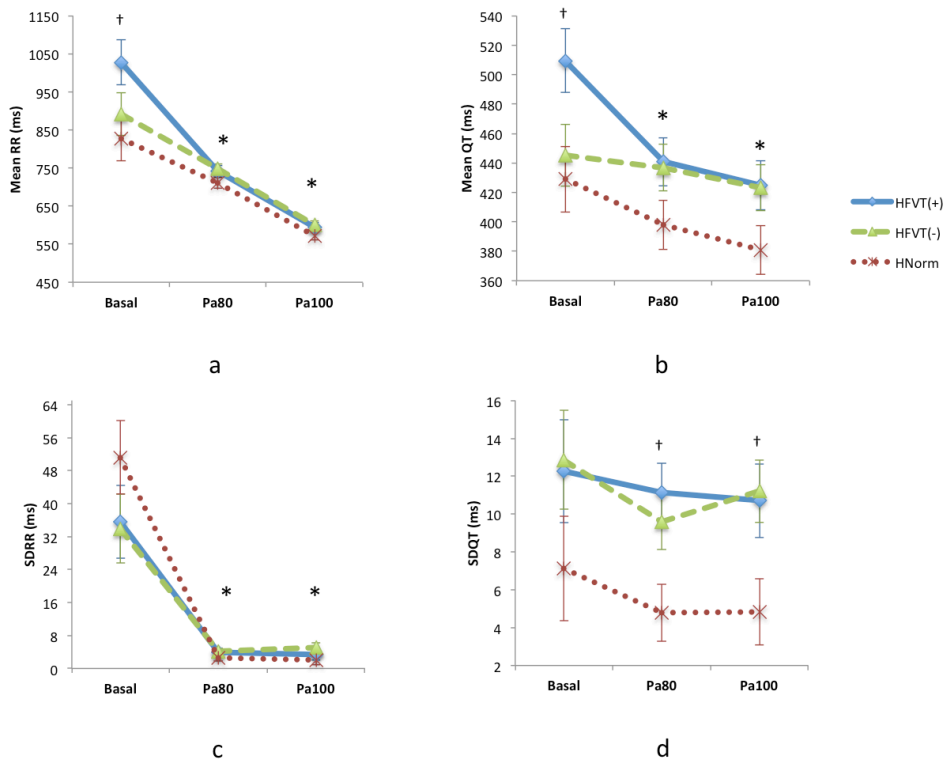 †
1150
1050
950
850
750
650
550
450
Mean RR (ms)
*
*
Basal
Pa80
Pa100
a
†
540
520
500
480
460
440
420
400
380
360
Mean QT (ms)
*
*
Basal
Pa80
Pa100
b
HFVT(+)
HFVT(-)
HNorm
64
56
48
40
32
24
16
8
0
SDRR (ms)
*
*
Basal
Pa80
Pa100
c
16
14
12
10
8
6
4
2
SDQT (ms)
†
†
Basal
Pa80
Pa100
d